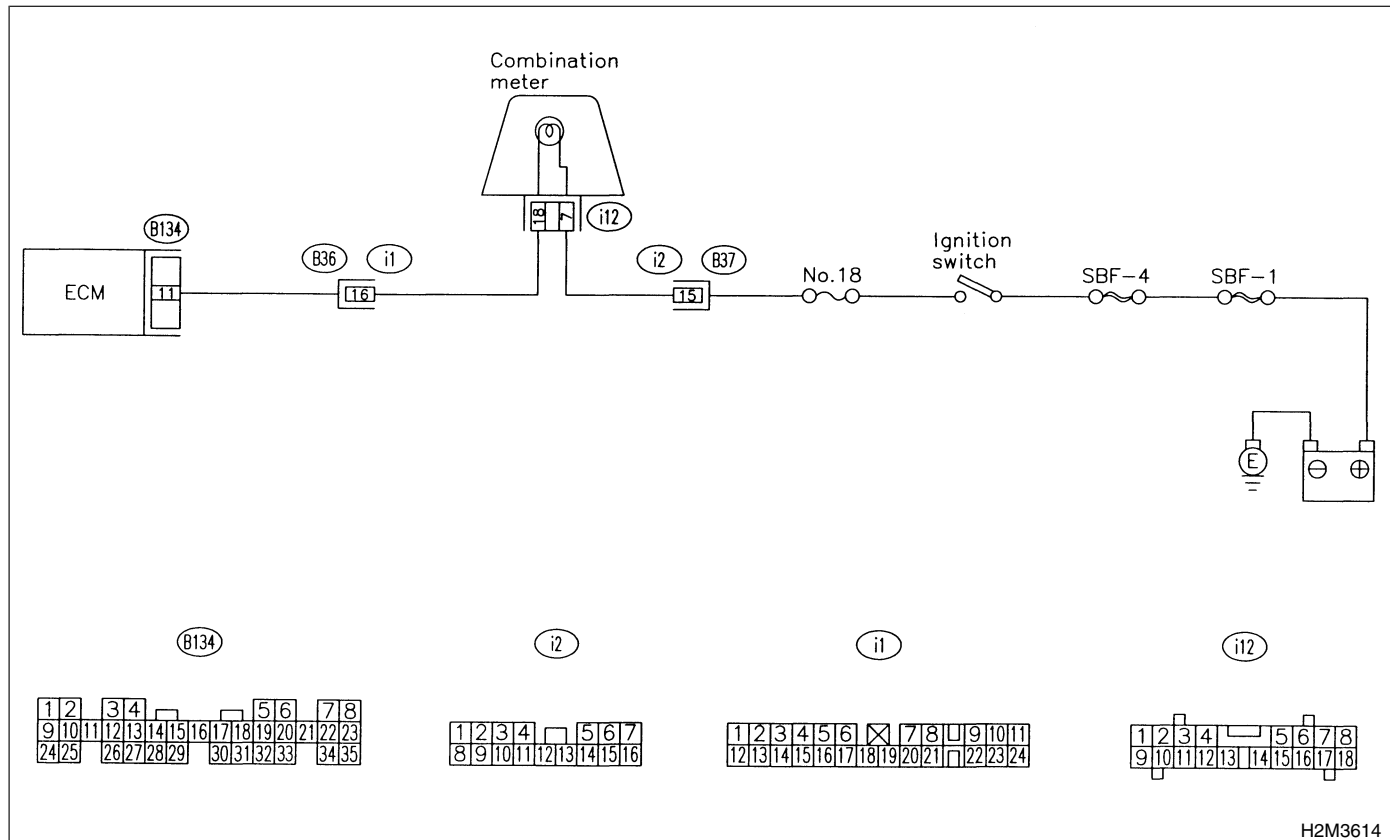 Combination
meter
B134
ECM
11
B36
i1
16
18
7
i12
i2
B37
15
No.18
Ignition
switch
SBF-4
SBF-1
E
⊖ ⊕
B134
1 2 3 4 5 6 7 8
9 10 11 12 13 14 15 16 17 18 19 20 21 22 23
24 25 26 27 28 29 30 31 32 33 34 35
i2
1 2 3 4 5 6 7
8 9 10 11 12 13 14 15 16
i1
1 2 3 4 5 6 7 8 9 10 11
12 13 14 15 16 17 18 19 20 21 22 23 24
i12
1 2 3 4 5 6 7 8
9 10 11 12 13 14 15 16 17 18
H2M3614